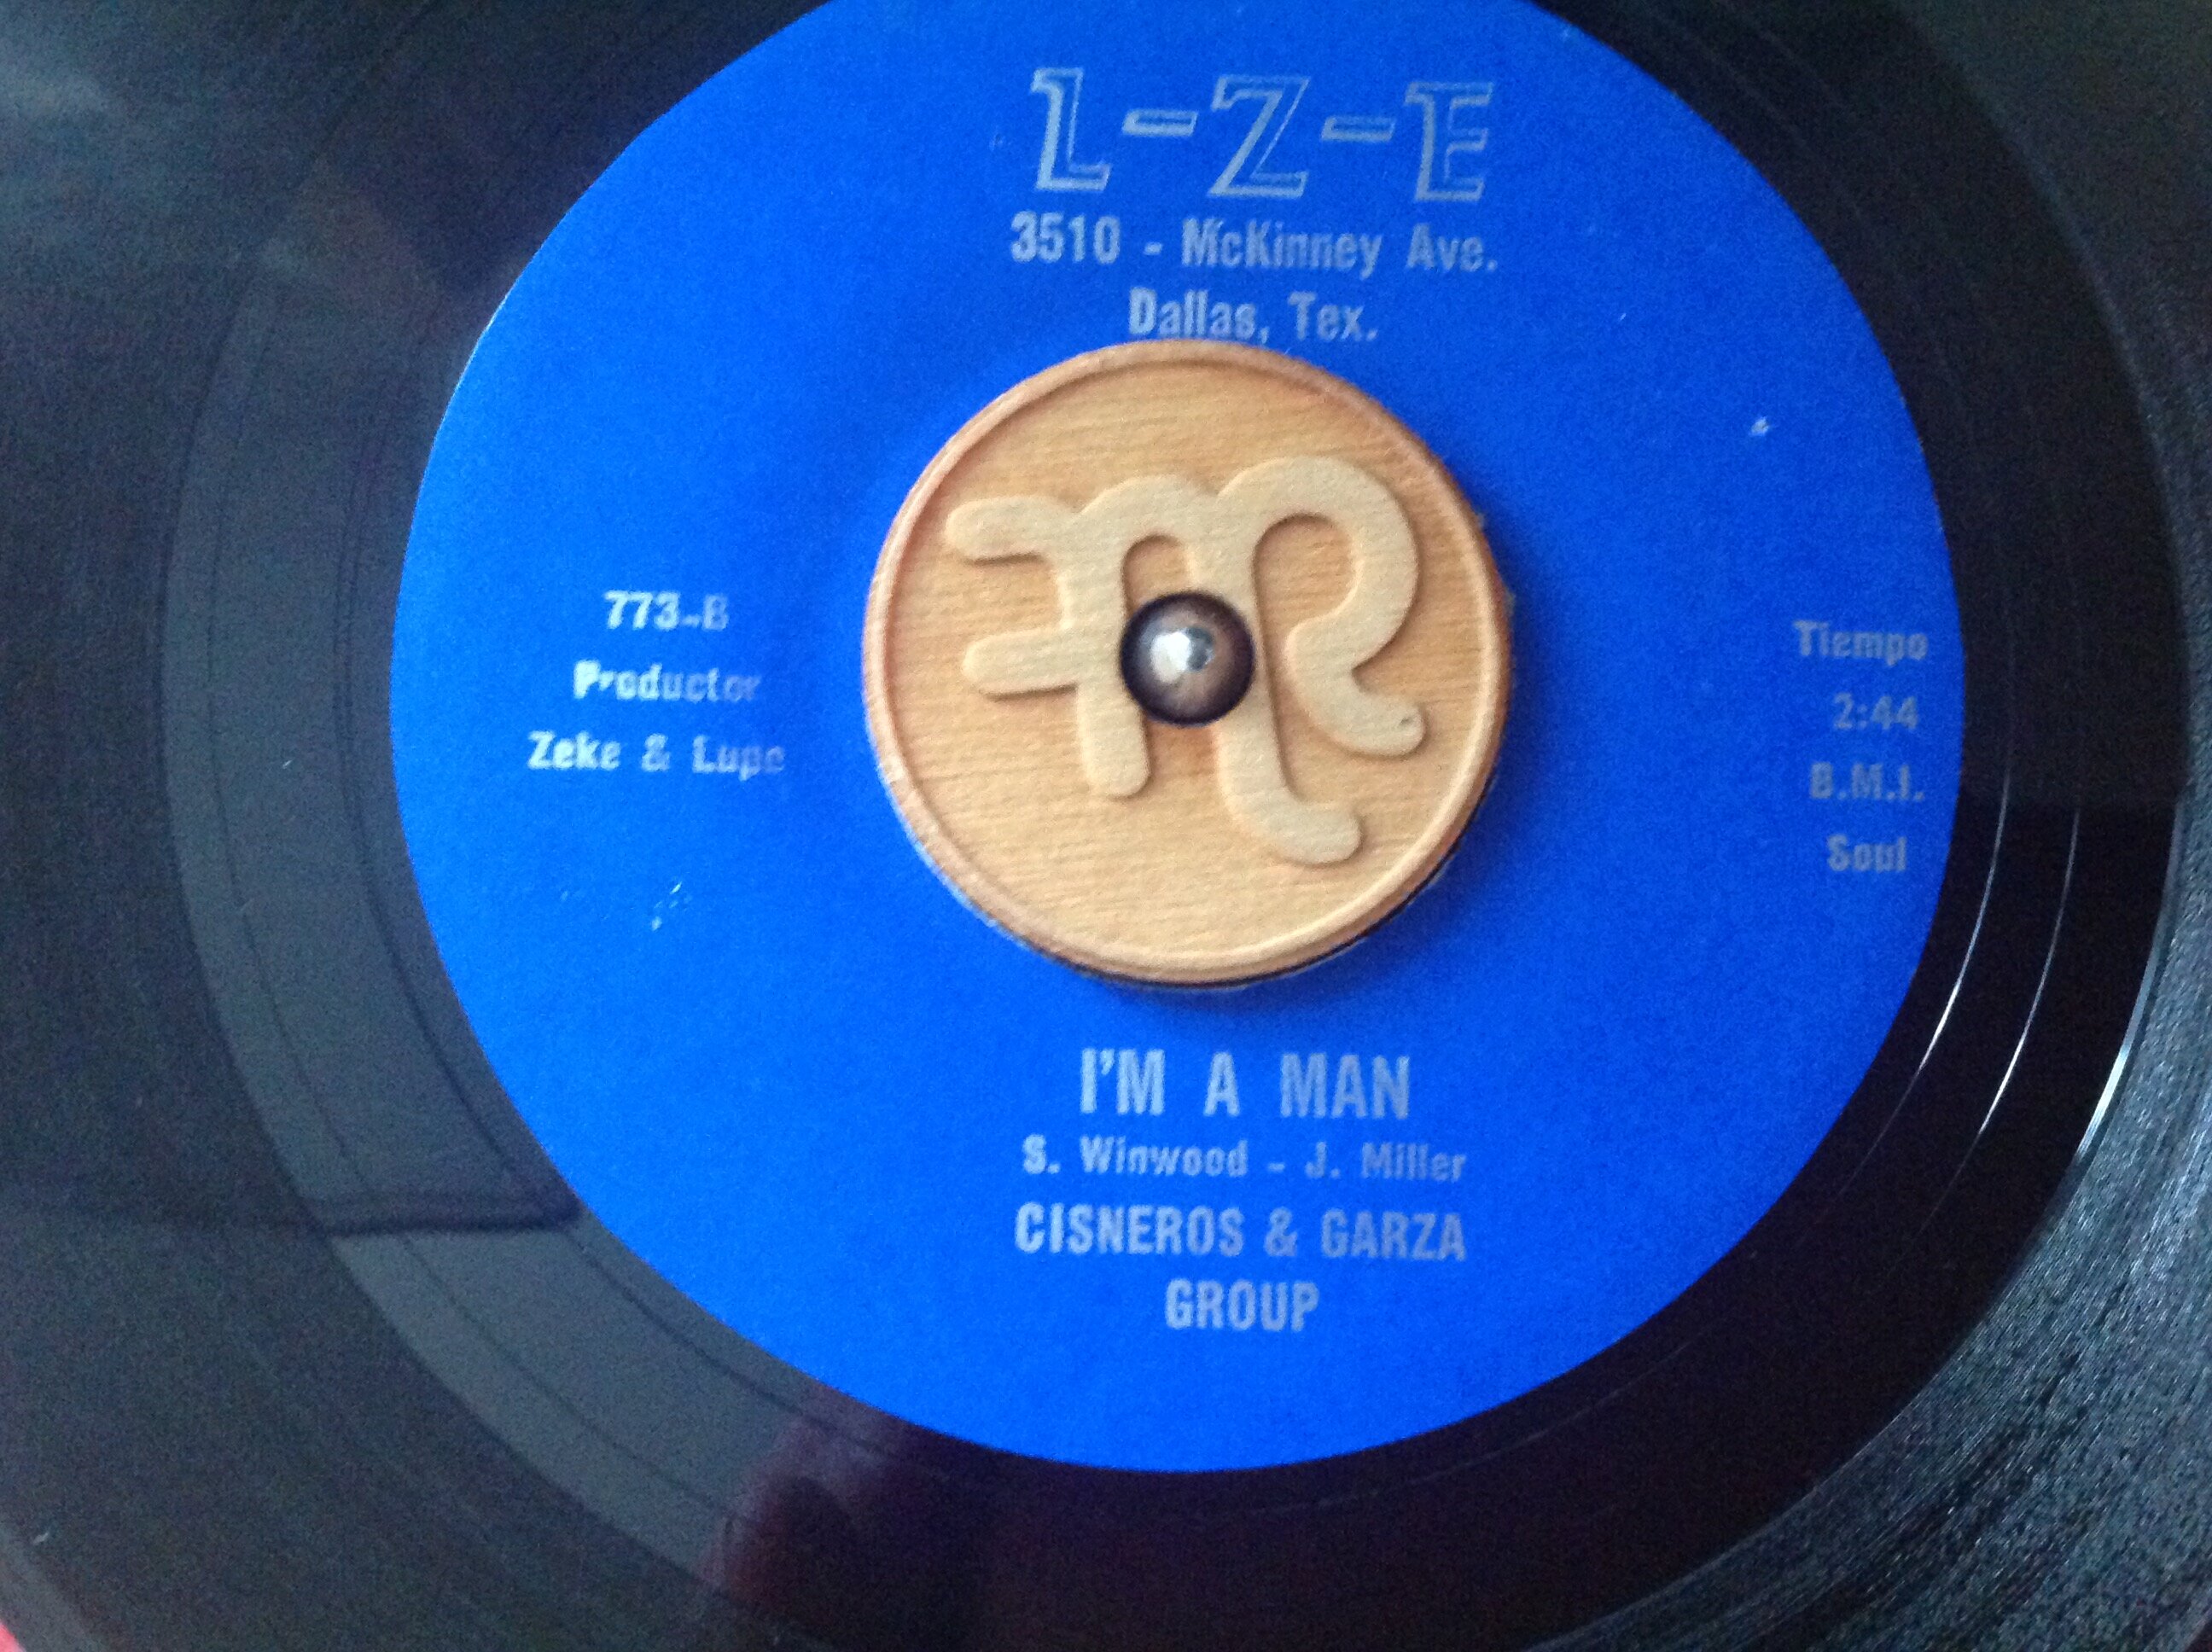 L-Z-E
3510 - McKinney Ave.
Dallas, Tex.
773-B
Productor
Zeke & Lupe
Tiempo
2:44
B.M.I.
Soul
I'M A MAN
S. Winwood - J. Miller
CISNEROS & GARZA
GROUP